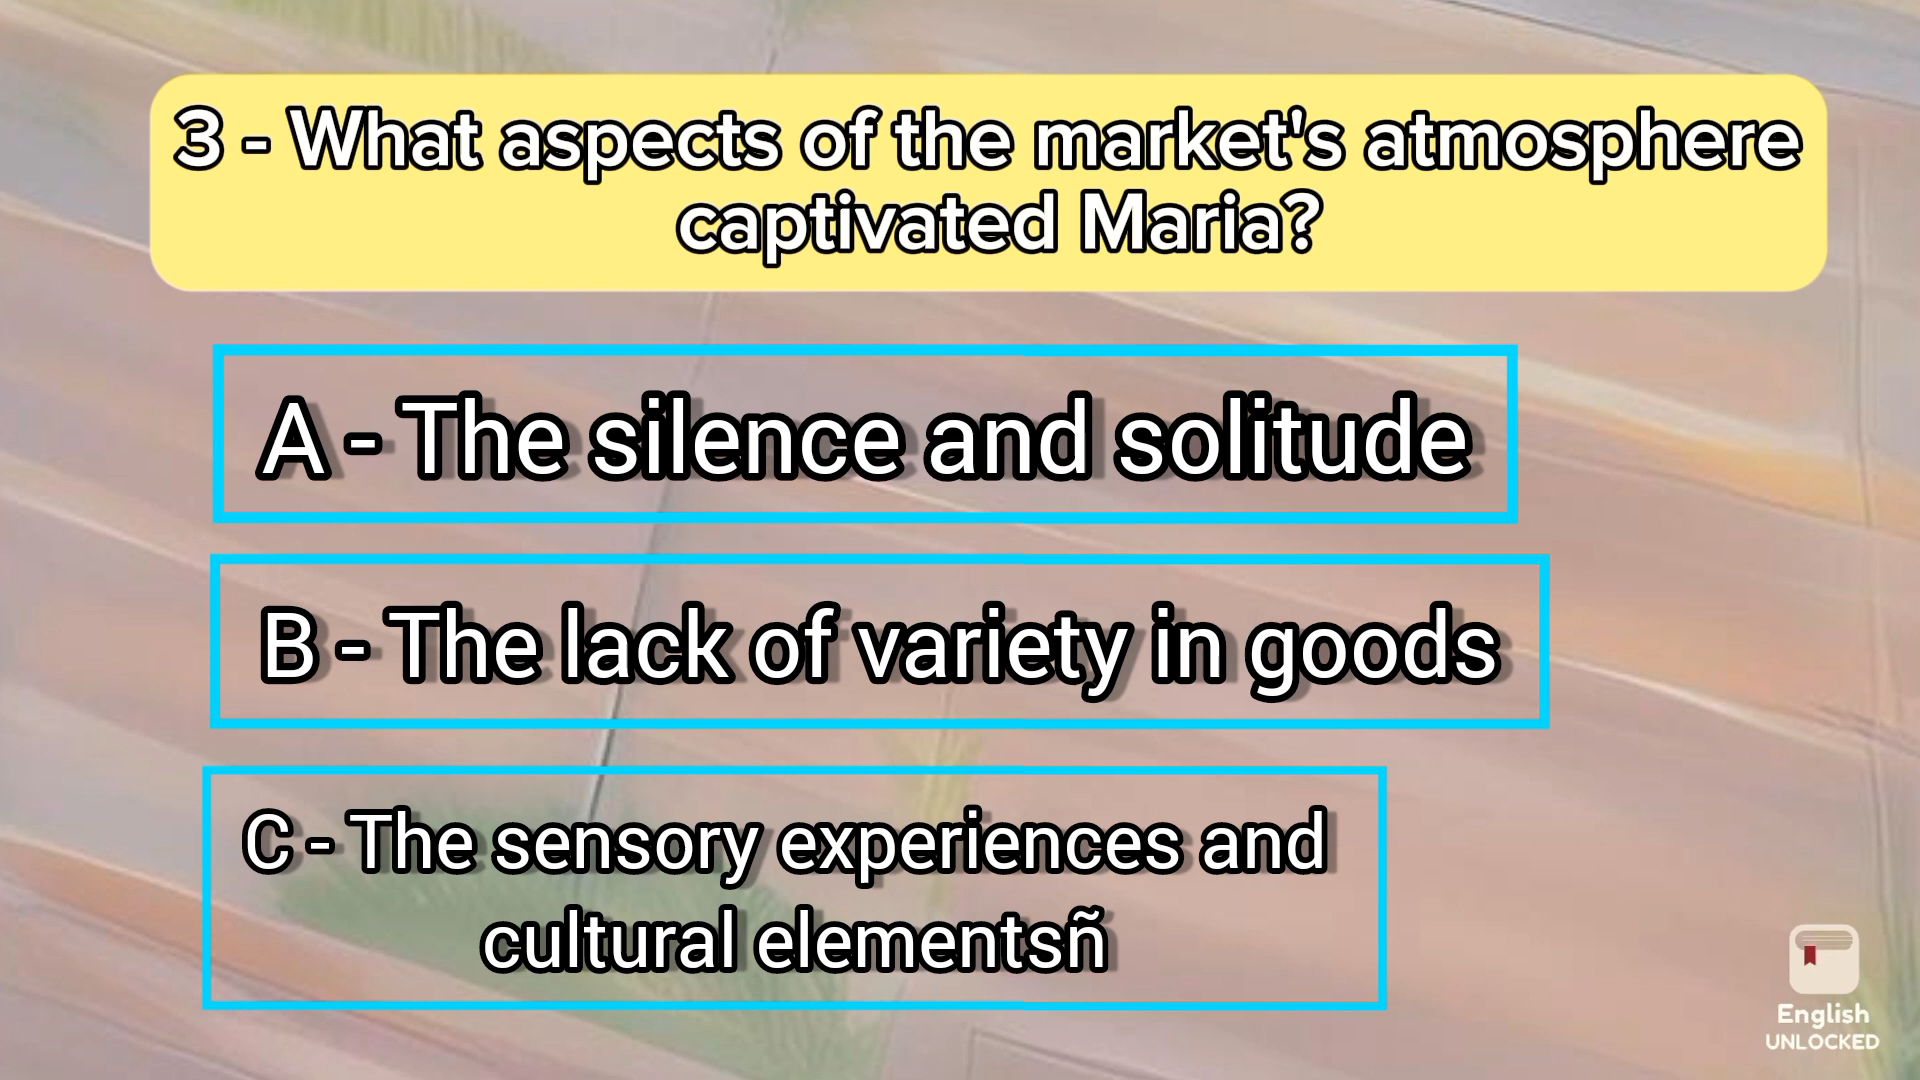 3 - What aspects of the market's atmosphere
captivated Maria?
A - The silence and solitude
B - The lack of variety in goods
C - The sensory experiences and
cultural elementsñ
English
UNLOCKED